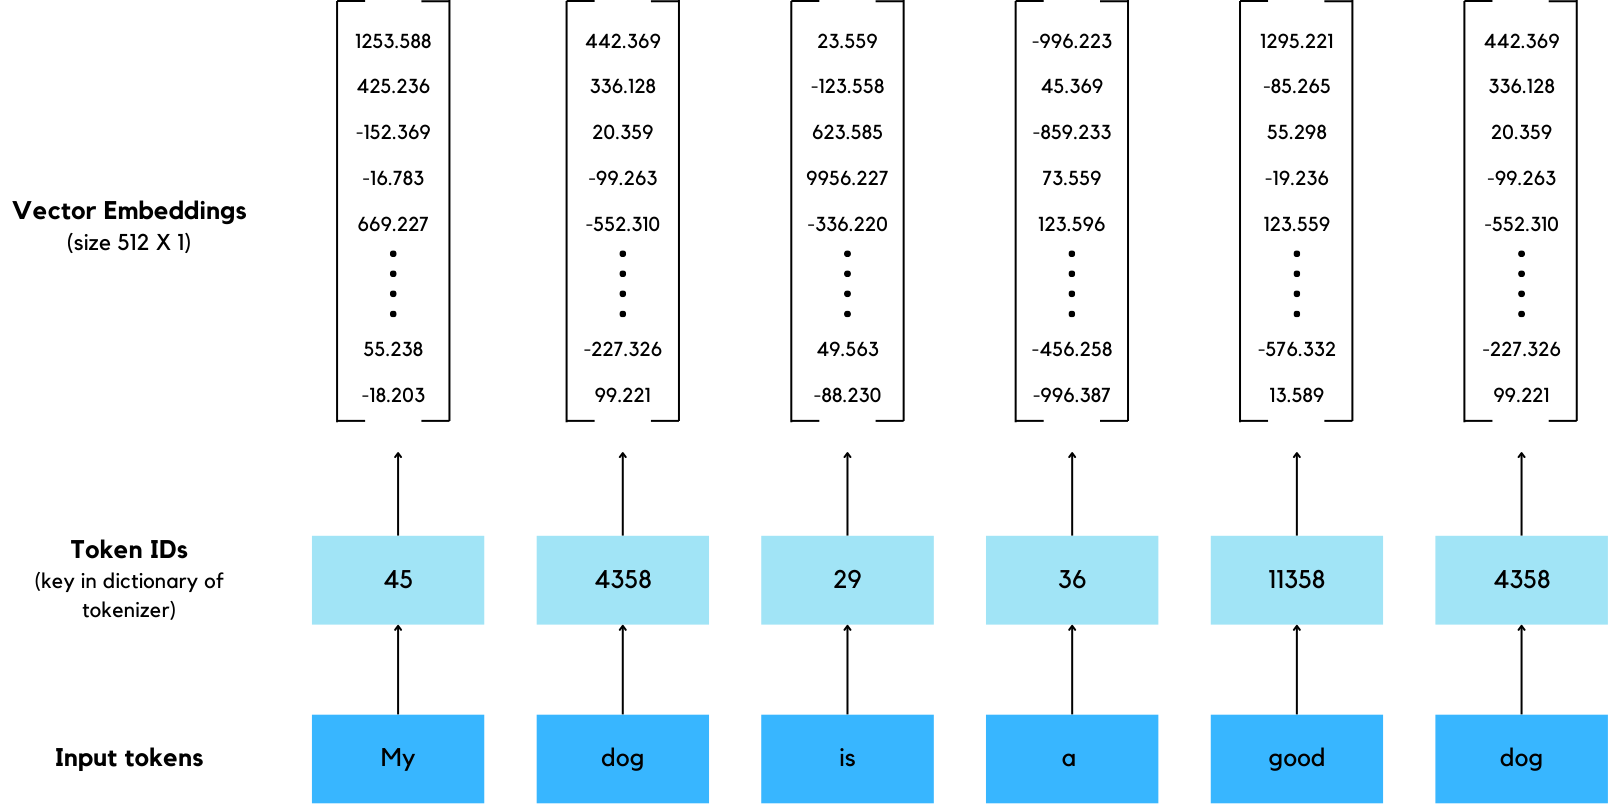 1253.588 442.369 23.559 -996.223 1295.221 442.369
425.236 336.128 -123.558 45.369 -85.265 336.128
-152.369 20.359 623.585 -859.233 55.298 20.359
-16.783 -99.263 9956.227 73.559 -19.236 -99.263
Vector Embeddings
(size 512 X 1)
669.227 -552.310 -336.220 123.596 123.559 -552.310
55.238 -227.326 49.563 -456.258 -576.332 -227.326
-18.203 99.221 -88.230 -996.387 13.589 99.221
Token IDs
(key in dictionary of
tokenizer)
45 4358 29 36 11358 4358
Input tokens
My dog is a good dog